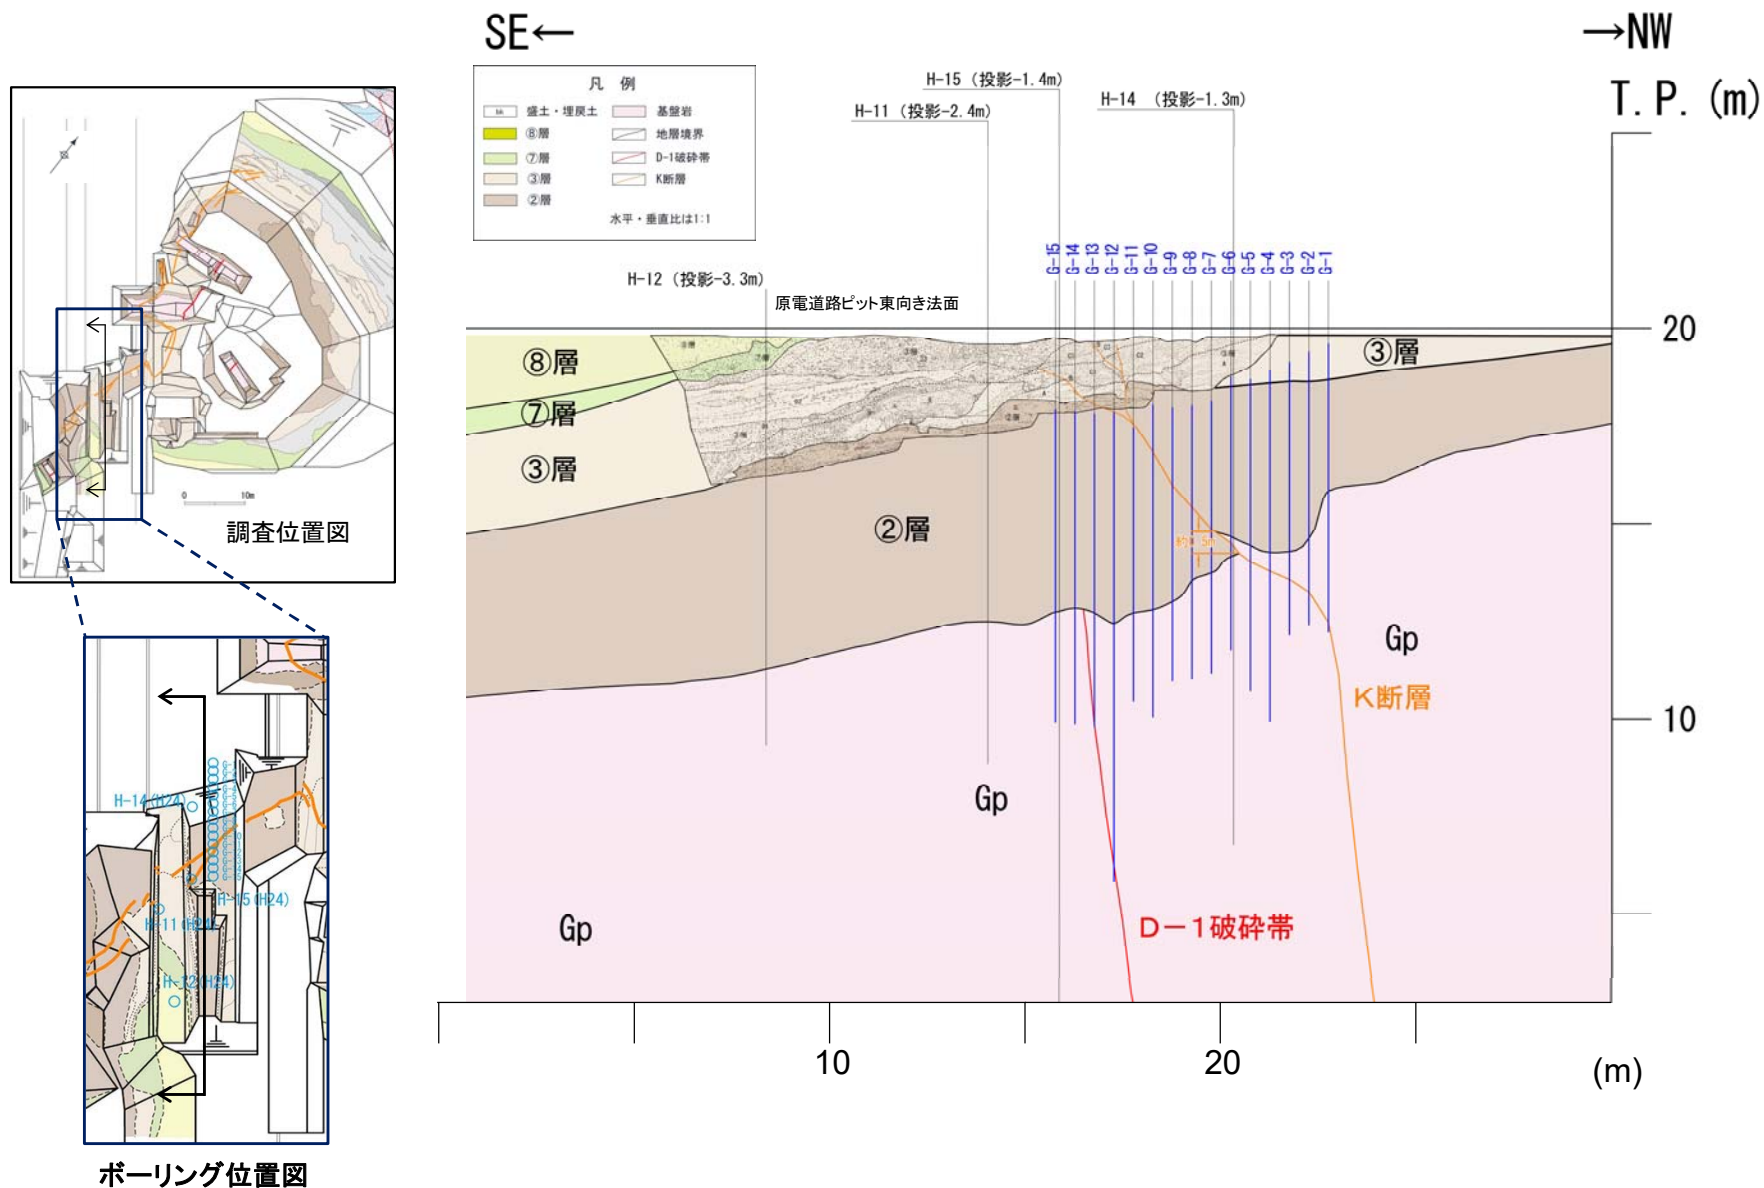 SE←
→NW
T. P. (m)
凡 例
盛土・埋戻土
基盤岩
⑧層
地層境界
⑦層
D-1破砕帯
③層
K断層
②層
水平・垂直比は1:1
H-15 (投影-1.4m)
H-11 (投影-2.4m)
H-14 (投影-1.3m)
H-12 (投影-3.3m)
原電道路ピット東向き法面
G-15
G-14
G-13
G-12
G-11
G-10
G-9
G-8
G-7
G-6
G-5
G-4
G-3
G-2
G-1
20
10
⑧層
⑦層
③層
③層
②層
Gp
Gp
Gp
K断層
D-1破砕帯
10
20
(m)
0 10m
調査位置図
H-14(H24)
H-15(H24)
H-11(H24)
H-12(H24)
ボーリング位置図